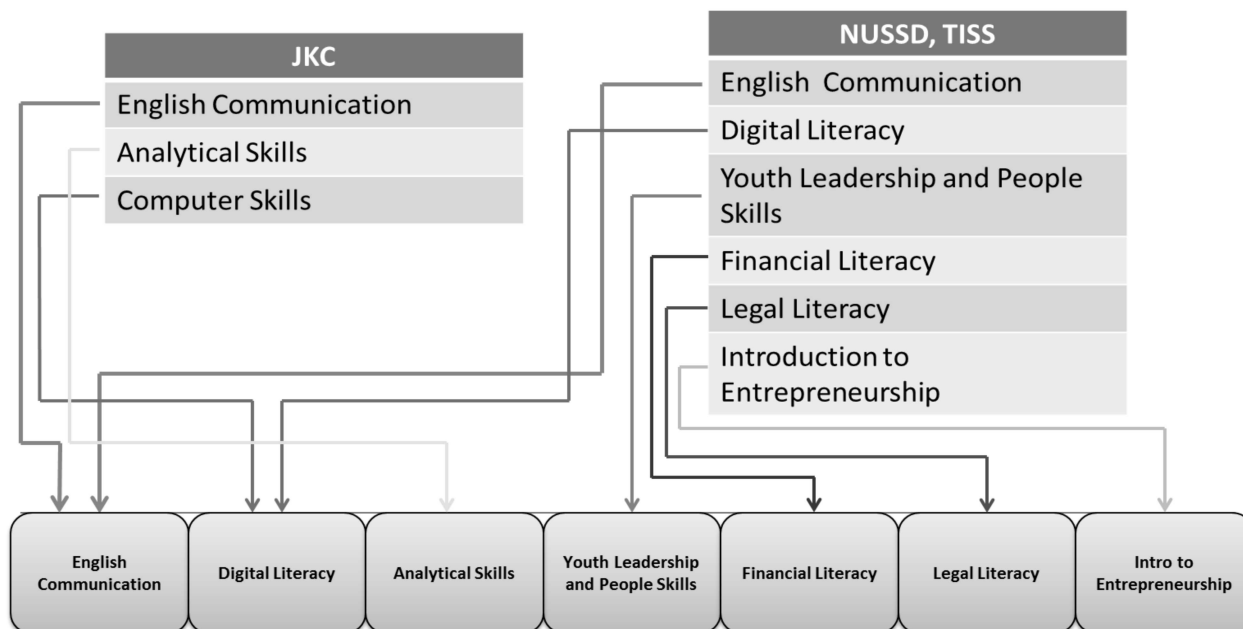 JKC
English Communication
Analytical Skills
Computer Skills
NUSSD, TISS
English Communication
Digital Literacy
Youth Leadership and People
Skills
Financial Literacy
Legal Literacy
Introduction to
Entrepreneurship
English
Communication
Digital Literacy
Analytical Skills
Youth Leadership
and People Skills
Financial Literacy
Legal Literacy
Intro to
Entrepreneurship